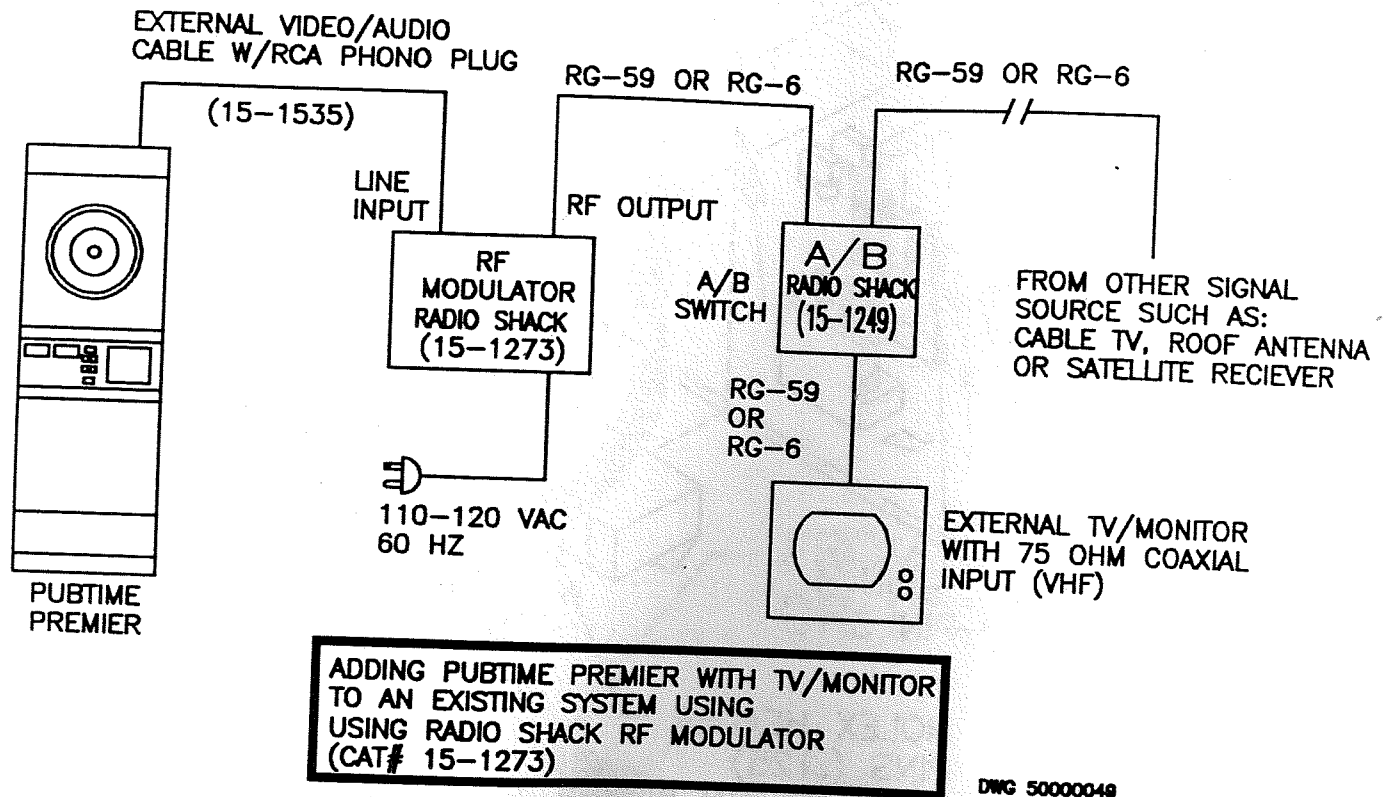 EXTERNAL VIDEO/AUDIO
CABLE W/RCA PHONO PLUG
(15-1535)
RG-59 OR RG-6
RG-59 OR RG-6
LINE
INPUT
RF OUTPUT
RF
MODULATOR
RADIO SHACK
(15-1273)
A/B
SWITCH
A/B
RADIO SHACK
(15-1249)
FROM OTHER SIGNAL
SOURCE SUCH AS:
CABLE TV, ROOF ANTENNA
OR SATELLITE RECIEVER
RG-59
OR
RG-6
110-120 VAC
60 HZ
EXTERNAL TV/MONITOR
WITH 75 OHM COAXIAL
INPUT (VHF)
PUBTIME
PREMIER
ADDING PUBTIME PREMIER WITH TV/MONITOR
TO AN EXISTING SYSTEM USING
USING RADIO SHACK RF MODULATOR
(CAT# 15-1273)
DWG 50000049